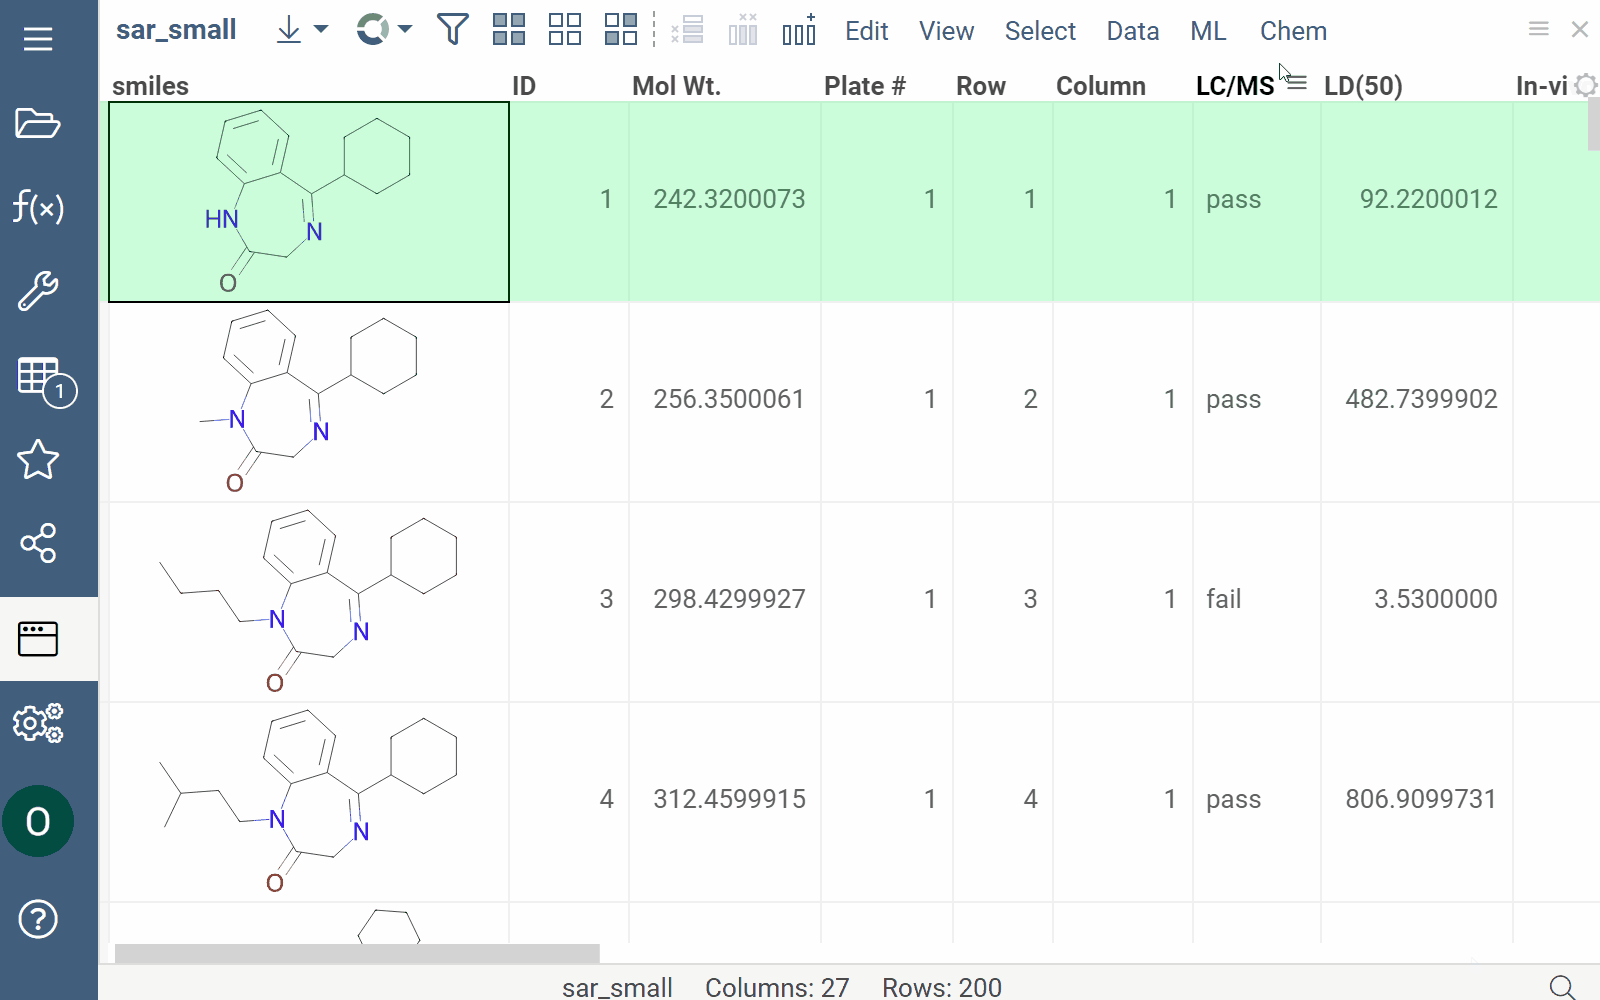 sar_small Edit View Select Data ML Chem
smiles ID Mol Wt. Plate # Row Column LC/MS LD(50) In-vi
HN N O 1 242.3200073 1 1 1 pass 92.2200012
N N O 2 256.3500061 1 2 1 pass 482.7399902
N N O 3 298.4299927 1 3 1 fail 3.5300000
N N O 4 312.4599915 1 4 1 pass 806.9099731
f(x)
1
O
?
sar_small Columns: 27 Rows: 200